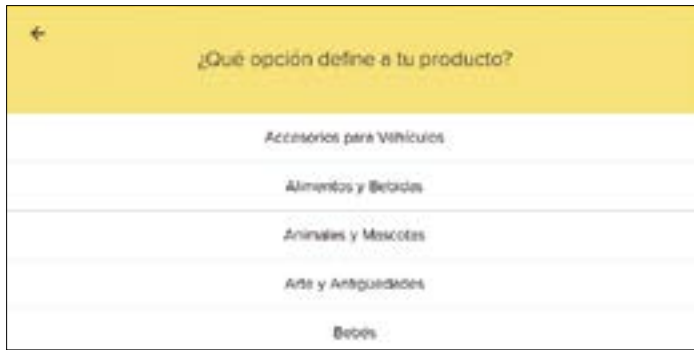 ¿Qué opción define a tu producto?
Accesorios para Vehículos
Alimentos y Bebidas
Animales y Mascotas
Arte y Antigüedades
Bebés